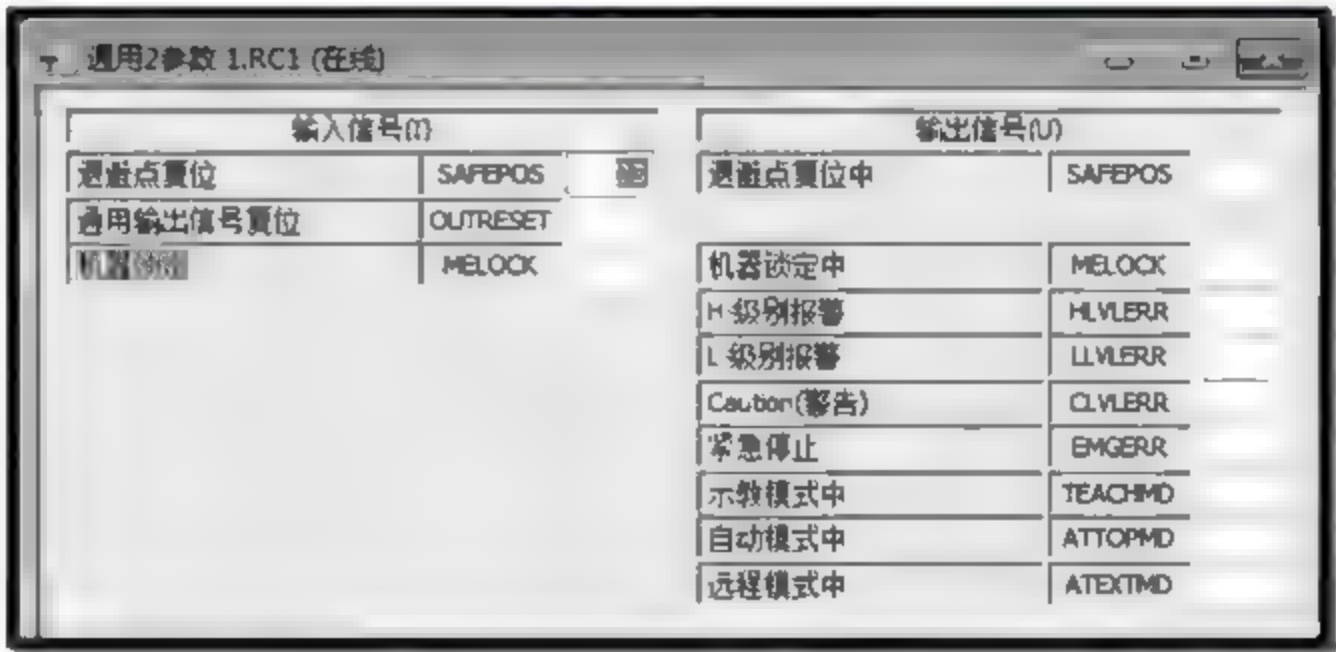 通用2参数 1.RC1 (在线)
输入信号(I)
退避点复位 SAFEPOS
通用输出信号复位 OUTRESET
机器锁定 MELOCK
输出信号(U)
退避点复位中 SAFEPOS
机器锁定中 MELOCK
H级别报警 HLVLERR
L级别报警 LLVLERR
Caution(警告) CLVLERR
紧急停止 EMGERR
示教模式中 TEACHMD
自动模式中 ATTOPMD
远程模式中 ATEXTMD